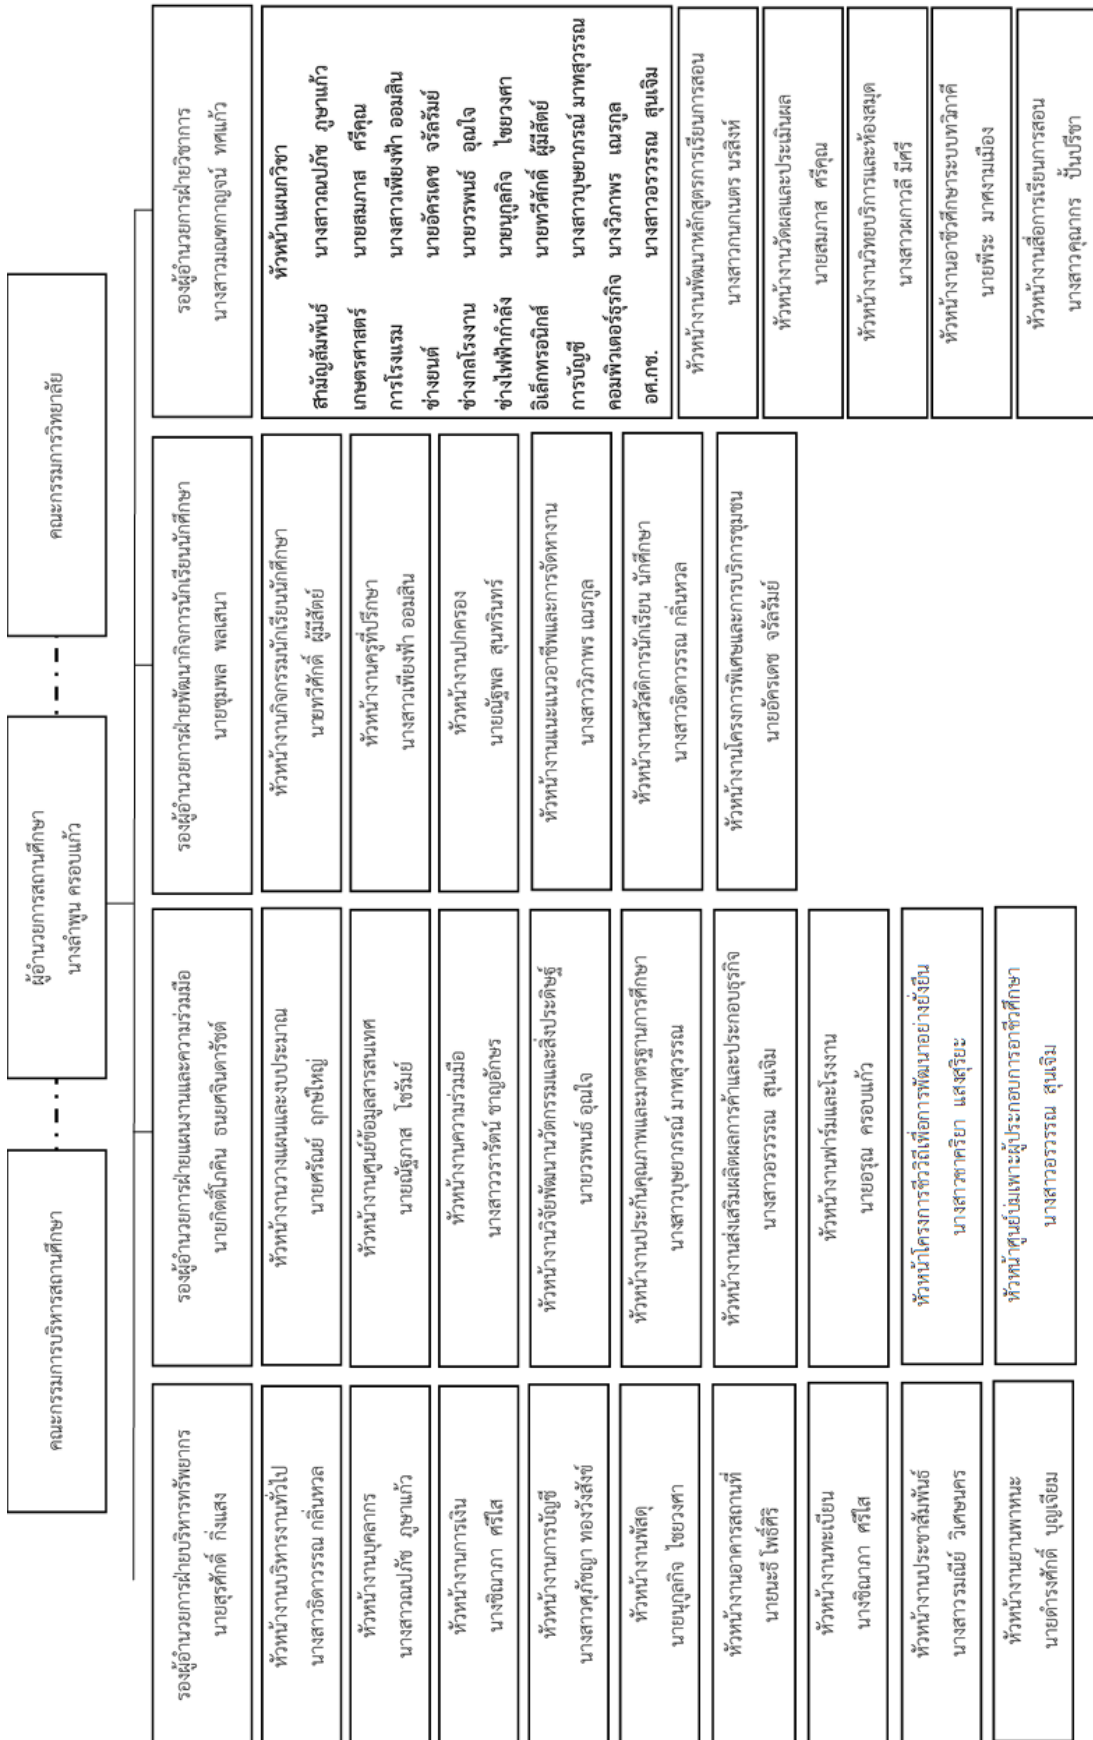 คณะกรรมการบริหารสถานศึกษา
ผู้อำนวยการสถานศึกษา
นางลำพูน ครอบแก้ว
คณะกรรมการวิทยาลัย
รองผู้อำนวยการฝ่ายบริหารทรัพยากร
นายสุรศักดิ์ กิ่งแสง
หัวหน้างานบริหารงานทั่วไป
นางสาวธิดาวรรณ กลิ่นหวล
หัวหน้างานบุคลากร
นางสาวณปภัช ภูษาแก้ว
หัวหน้างานการเงิน
นางชิณาภา ศรีใส
หัวหน้างานการบัญชี
นางสาวศุภัชญา ทองวังสังข์
หัวหน้างานพัสดุ
นายนุกูลกิจ ไชยวงศา
หัวหน้างานอาคารสถานที่
นายนะธี โพธิ์ศิริ
หัวหน้างานทะเบียน
นางชิณาภา ศรีใส
หัวหน้างานประชาสัมพันธ์
นางสาวรมณีย์ วิเศษนคร
หัวหน้างานยานพาหนะ
นายดำรงศักดิ์ บุญเจียม
รองผู้อำนวยการฝ่ายแผนงานและความร่วมมือ
นายกิตติ์โภคิน ธนยศจินดารัชต์
หัวหน้างานวางแผนและงบประมาณ
นายศรัณย์ ฤกษ์ใหญ่
หัวหน้างานศูนย์ข้อมูลสารสนเทศ
นายณัฐภาส โชรัมย์
หัวหน้างานความร่วมมือ
นางสาววรารัตน์ ชาญอักษร
หัวหน้างานวิจัยพัฒนานวัตกรรมและสิ่งประดิษฐ์
นายวรพนธ์ อุณใจ
หัวหน้างานประกันคุณภาพและมาตรฐานการศึกษา
นางสาวบุษยาภรณ์ มาทสุวรรณ
หัวหน้างานส่งเสริมผลิตผลการค้าและประกอบธุรกิจ
นางสาวอรวรรณ สุนเจิม
หัวหน้างานฟาร์มและโรงงาน
นายอรุณ ครอบแก้ว
หัวหน้าโครงการชีววิถีเพื่อการพัฒนาอย่างยั่งยืน
นางสาวชาคริยา แสงสุริยะ
หัวหน้าศูนย์บ่มเพาะผู้ประกอบการอาชีวศึกษา
นางสาวอรวรรณ สุนเจิม
รองผู้อำนวยการฝ่ายพัฒนากิจการนักเรียนนักศึกษา
นายชุมพล พลเสนา
หัวหน้างานกิจกรรมนักเรียนนักศึกษา
นายทวีศักดิ์ ผู้มีสัตย์
หัวหน้างานครูที่ปรึกษา
นางสาวเพียงฟ้า ออมสิน
หัวหน้างานปกครอง
นายณัฐพล สุนทรินทร์
หัวหน้างานแนะแนวอาชีพและการจัดหางาน
นางสาววิภาพร เณรกูล
หัวหน้างานสวัสดิการนักเรียน นักศึกษา
นางสาวธิดาวรรณ กลิ่นหวล
หัวหน้างานโครงการพิเศษและการบริการชุมชน
นายอัครเดช จรัลรัมย์
รองผู้อำนวยการฝ่ายวิชาการ
นางสาวมณฑกาญจน์ ทศแก้ว
หัวหน้าแผนกวิชา
สามัญสัมพันธ์ นางสาวณปภัช ภูษาแก้ว
เกษตรศาสตร์ นายสมภาส ศรีคุณ
การโรงแรม นางสาวเพียงฟ้า ออมสิน
ช่างยนต์ นายอัครเดช จรัลรัมย์
ช่างกลโรงงาน นายวรพนธ์ อุณใจ
ช่างไฟฟ้ากำลัง นายนุกูลกิจ ไชยวงศา
อิเล็กทรอนิกส์ นายทวีศักดิ์ ผู้มีสัตย์
การบัญชี นางสาวบุษยาภรณ์ มาทสุวรรณ
คอมพิวเตอร์ธุรกิจ นางวิภาพร เณรกูล
อศ.กช. นางสาวอรวรรณ สุนเจิม
หัวหน้างานพัฒนาหลักสูตรการเรียนการสอน
นางสาวกนกเนตร นรสิงห์
หัวหน้างานวัดผลและประเมินผล
นายสมภาส ศรีคุณ
หัวหน้างานวิทยบริการและห้องสมุด
นางสาวผกาวลี มีศรี
หัวหน้างานอาชีวศึกษาระบบทวิภาคี
นายพีระ มาศงามเมือง
หัวหน้างานสื่อการเรียนการสอน
นางสาวคุณากร ปั้นปรีชา